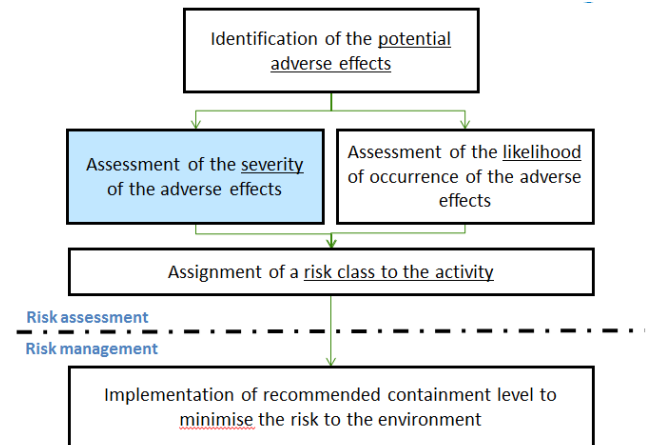 Identification of the potential
adverse effects
Assessment of the severity
of the adverse effects
Assessment of the likelihood
of occurrence of the adverse
effects
Assignment of a risk class to the activity
Risk assessment
Risk management
Implementation of recommended containment level to
minimise the risk to the environment